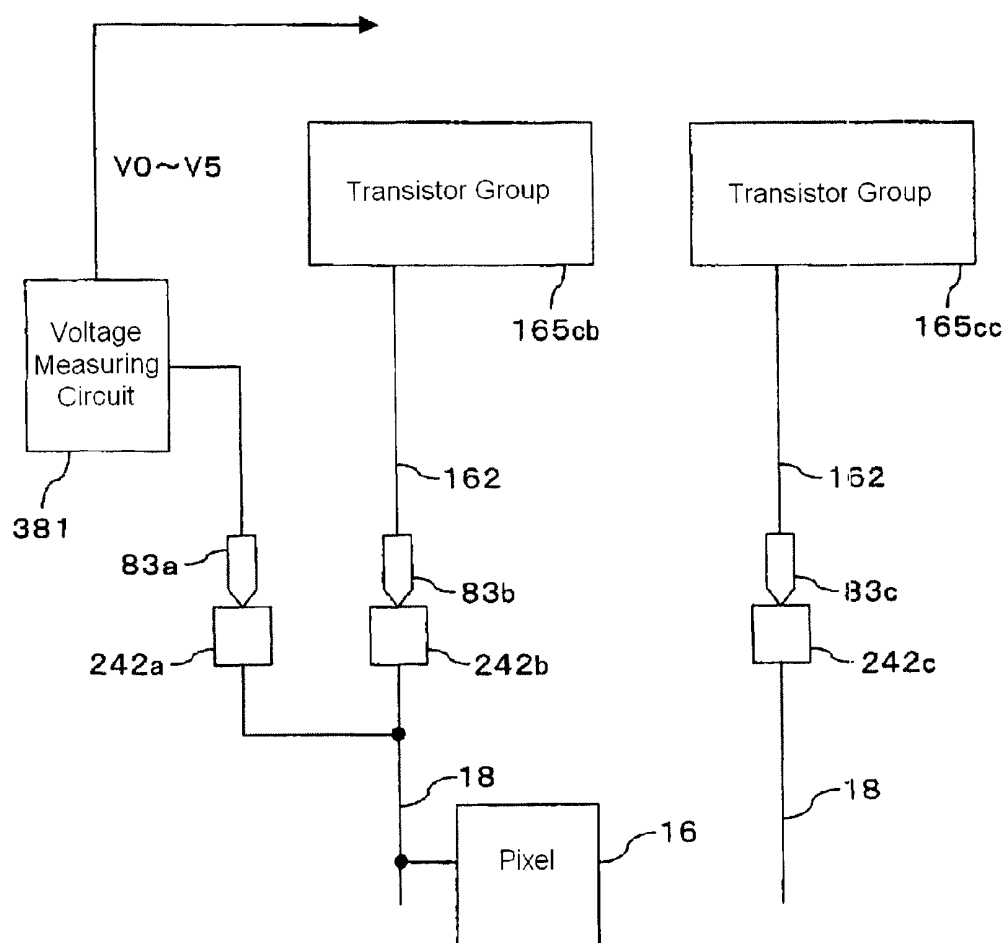 V0～V5
Transistor Group
Transistor Group
165cb
165cc
Voltage
Measuring
Circuit
381
162
162
83a
83b
83c
242a
242b
242c
18
18
16
Pixel